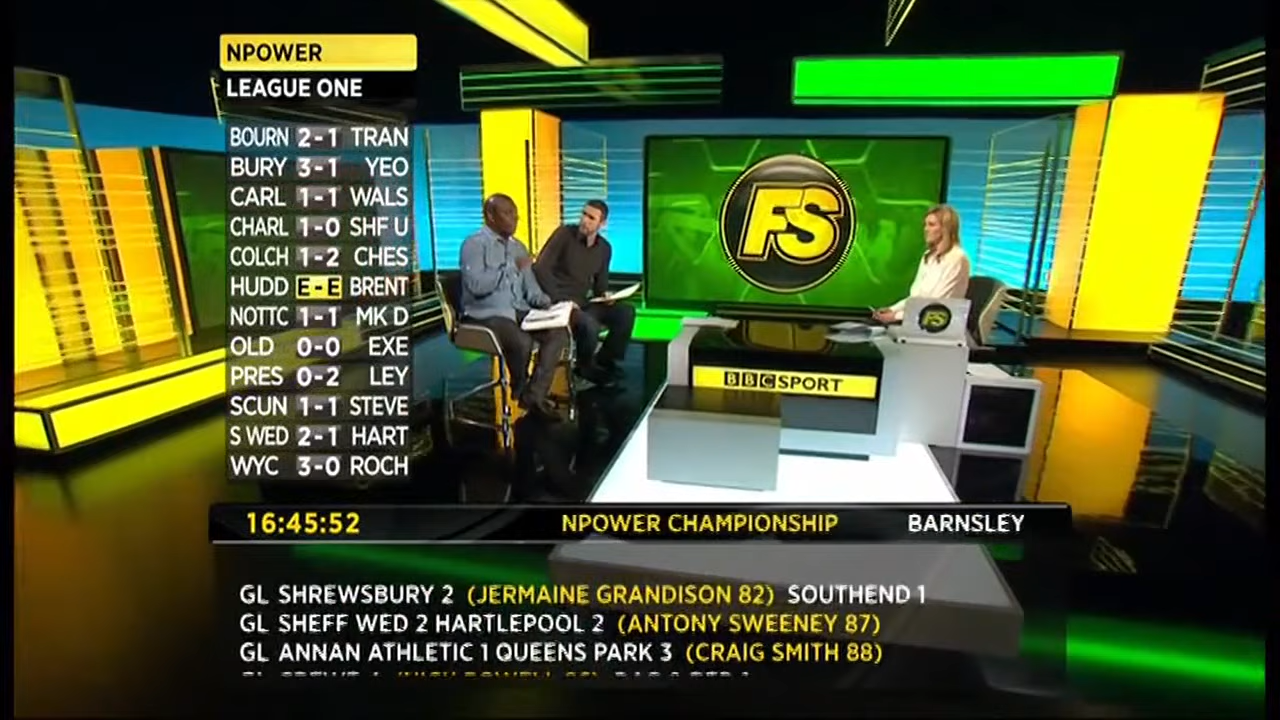 NPOWER
LEAGUE ONE
BOURN 2-1 TRAN
BURY 3-1 YEO
CARL 1-1 WALS
CHARL 1-0 SHF U
COLCH 1-2 CHES
HUDD E-E BRENT
NOTTC 1-1 MK D
OLD 0-0 EXE
PRES 0-2 LEY
SCUN 1-1 STEVE
S WED 2-1 HART
WYC 3-0 ROCH
FS
FS
BBC SPORT
16:45:52 NPOWER CHAMPIONSHIP BARNSLEY
GL SHREWSBURY 2 (JERMAINE GRANDISON 82) SOUTHEND 1
GL SHEFF WED 2 HARTLEPOOL 2 (ANTONY SWEENEY 87)
GL ANNAN ATHLETIC 1 QUEENS PARK 3 (CRAIG SMITH 88)